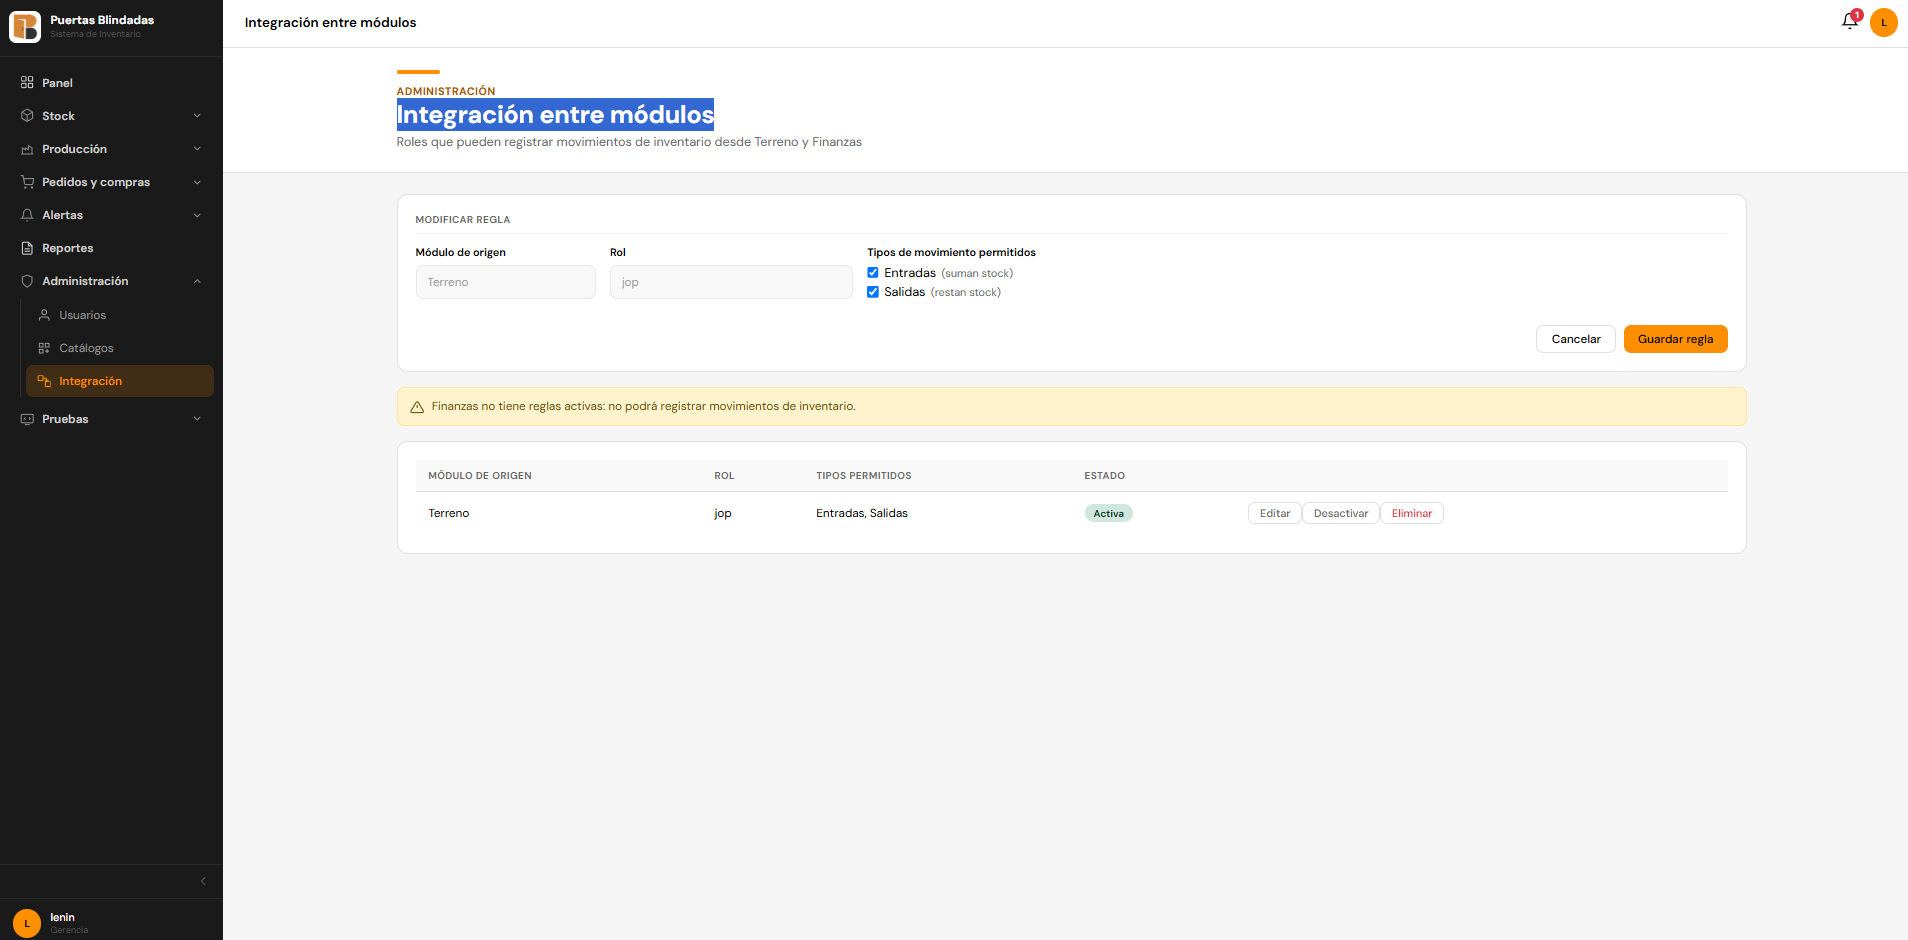 Puertas Blindadas
Sistema de Inventario
Integración entre módulos
1
L
Panel
Stock
Producción
Pedidos y compras
Alertas
Reportes
Administración
Usuarios
Catálogos
Integración
Pruebas
lenin
Gerencia
L
ADMINISTRACIÓN
Integración entre módulos
Roles que pueden registrar movimientos de inventario desde Terreno y Finanzas
MODIFICAR REGLA
Módulo de origen
Rol
Tipos de movimiento permitidos
Terreno
jop
Entradas (suman stock)
Salidas (restan stock)
Cancelar
Guardar regla
Finanzas no tiene reglas activas: no podrá registrar movimientos de inventario.
MÓDULO DE ORIGEN ROL TIPOS PERMITIDOS ESTADO
Terreno jop Entradas, Salidas Activa Editar Desactivar Eliminar